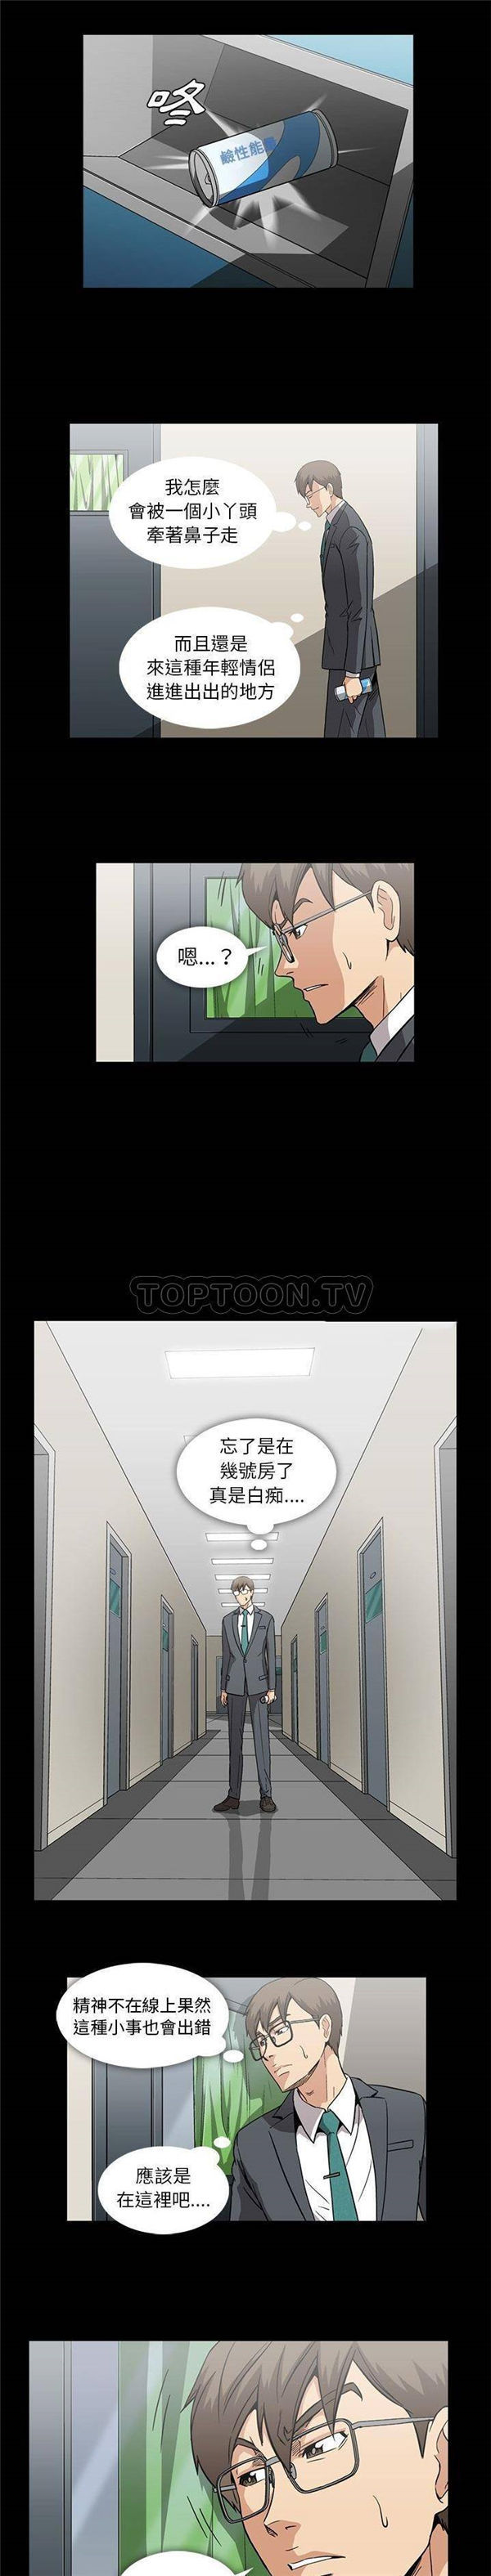 咚
鹼性能量
我怎麼
會被一個小丫頭
牽著鼻子走
而且還是
來這種年輕情侶
進進出出的地方
嗯...？
TOPTOON.TV
忘了是在
幾號房了
真是白痴....
精神不在線上果然
這種小事也會出錯
應該是
在這裡吧....